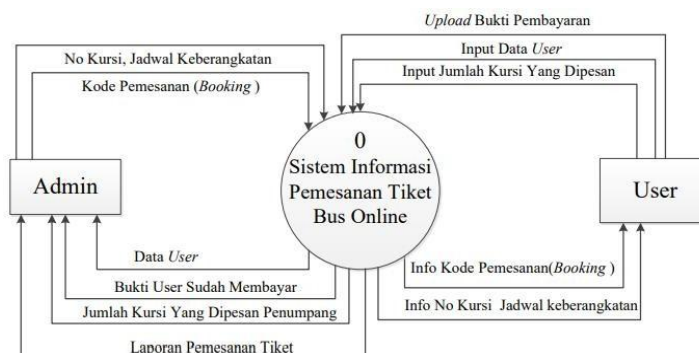 Upload Bukti Pembayaran
Input Data User
Input Jumlah Kursi Yang Dipesan
No Kursi, Jadwal Keberangkatan
Kode Pemesanan (Booking )
0
Sistem Informasi
Pemesanan Tiket
Bus Online
Admin
User
Data User
Bukti User Sudah Membayar
Jumlah Kursi Yang Dipesan Penumpang
Laporan Pemesanan Tiket
Info Kode Pemesanan(Booking )
Info No Kursi Jadwal keberangkatan